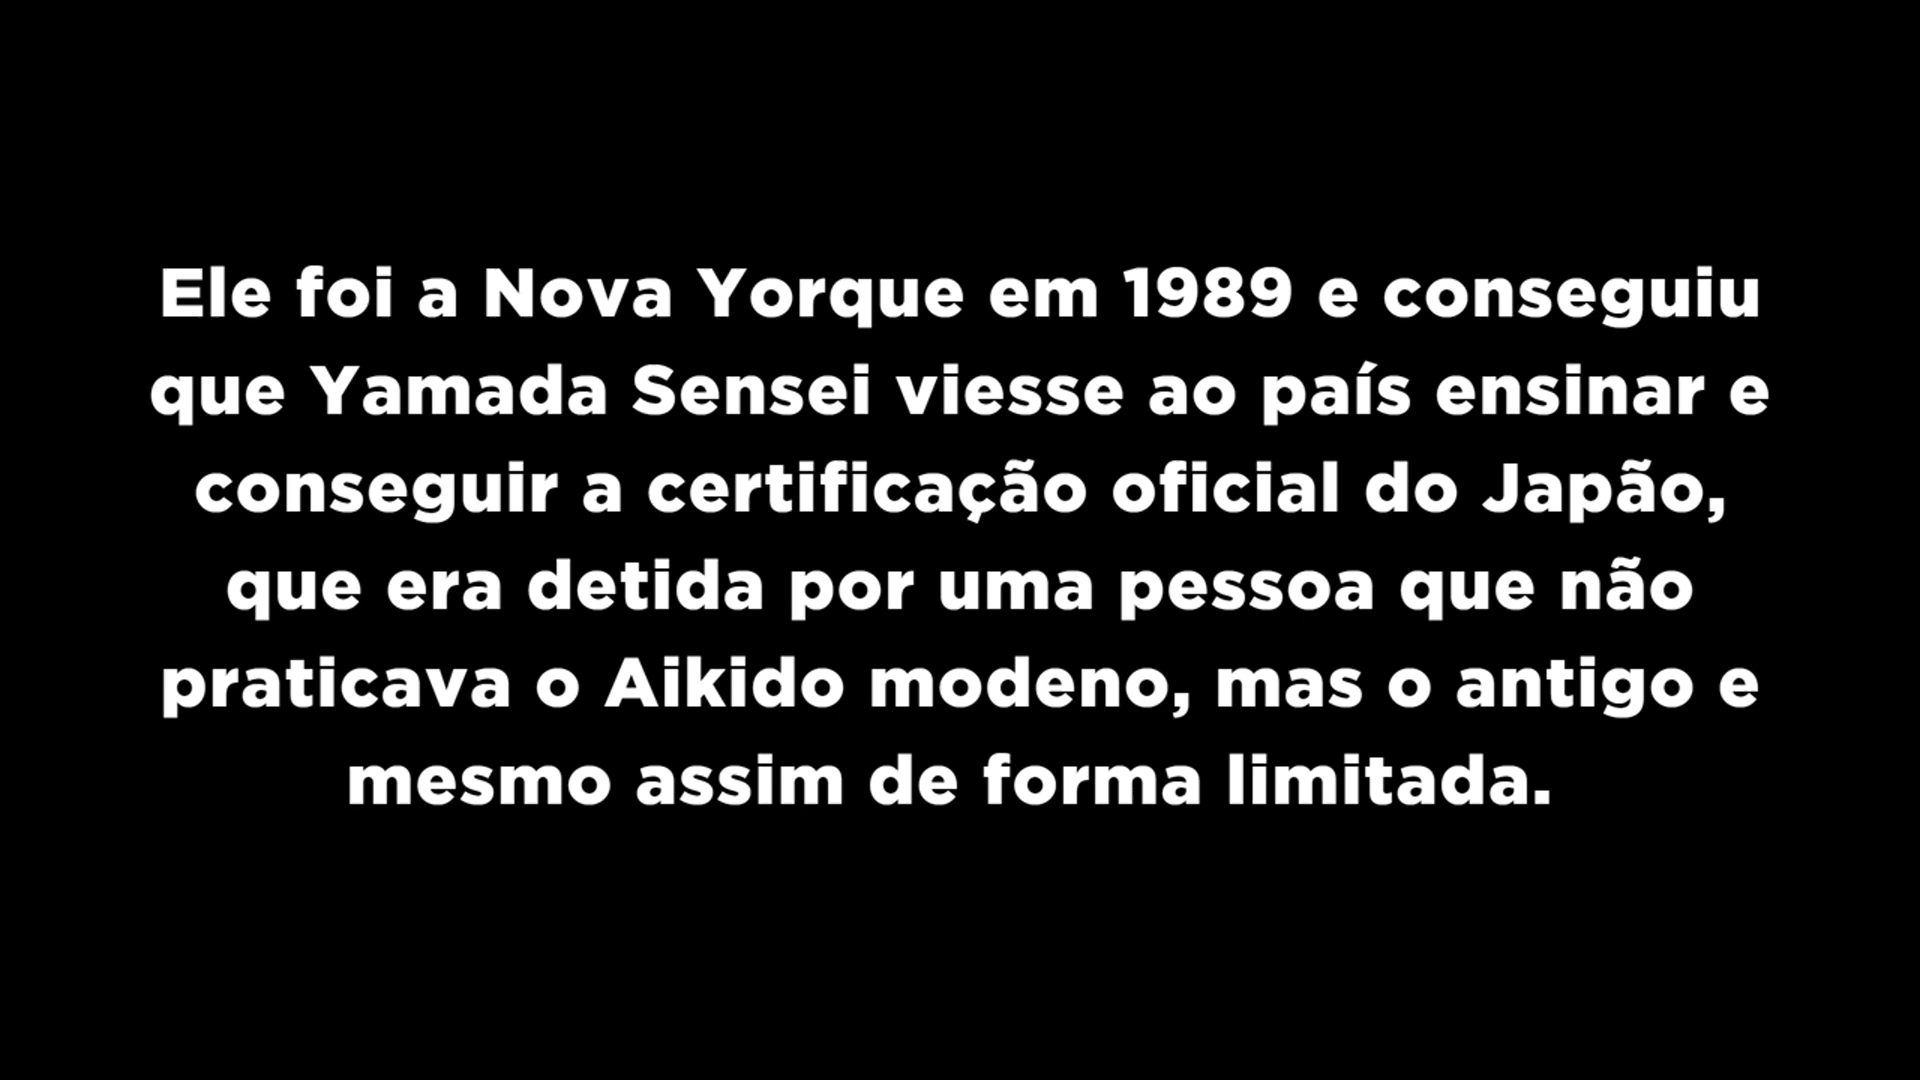 Ele foi a Nova Yorque em 1989 e conseguiu
que Yamada Sensei viesse ao país ensinar e
conseguir a certificação oficial do Japão,
que era detida por uma pessoa que não
praticava o Aikido modeno, mas o antigo e
mesmo assim de forma limitada.